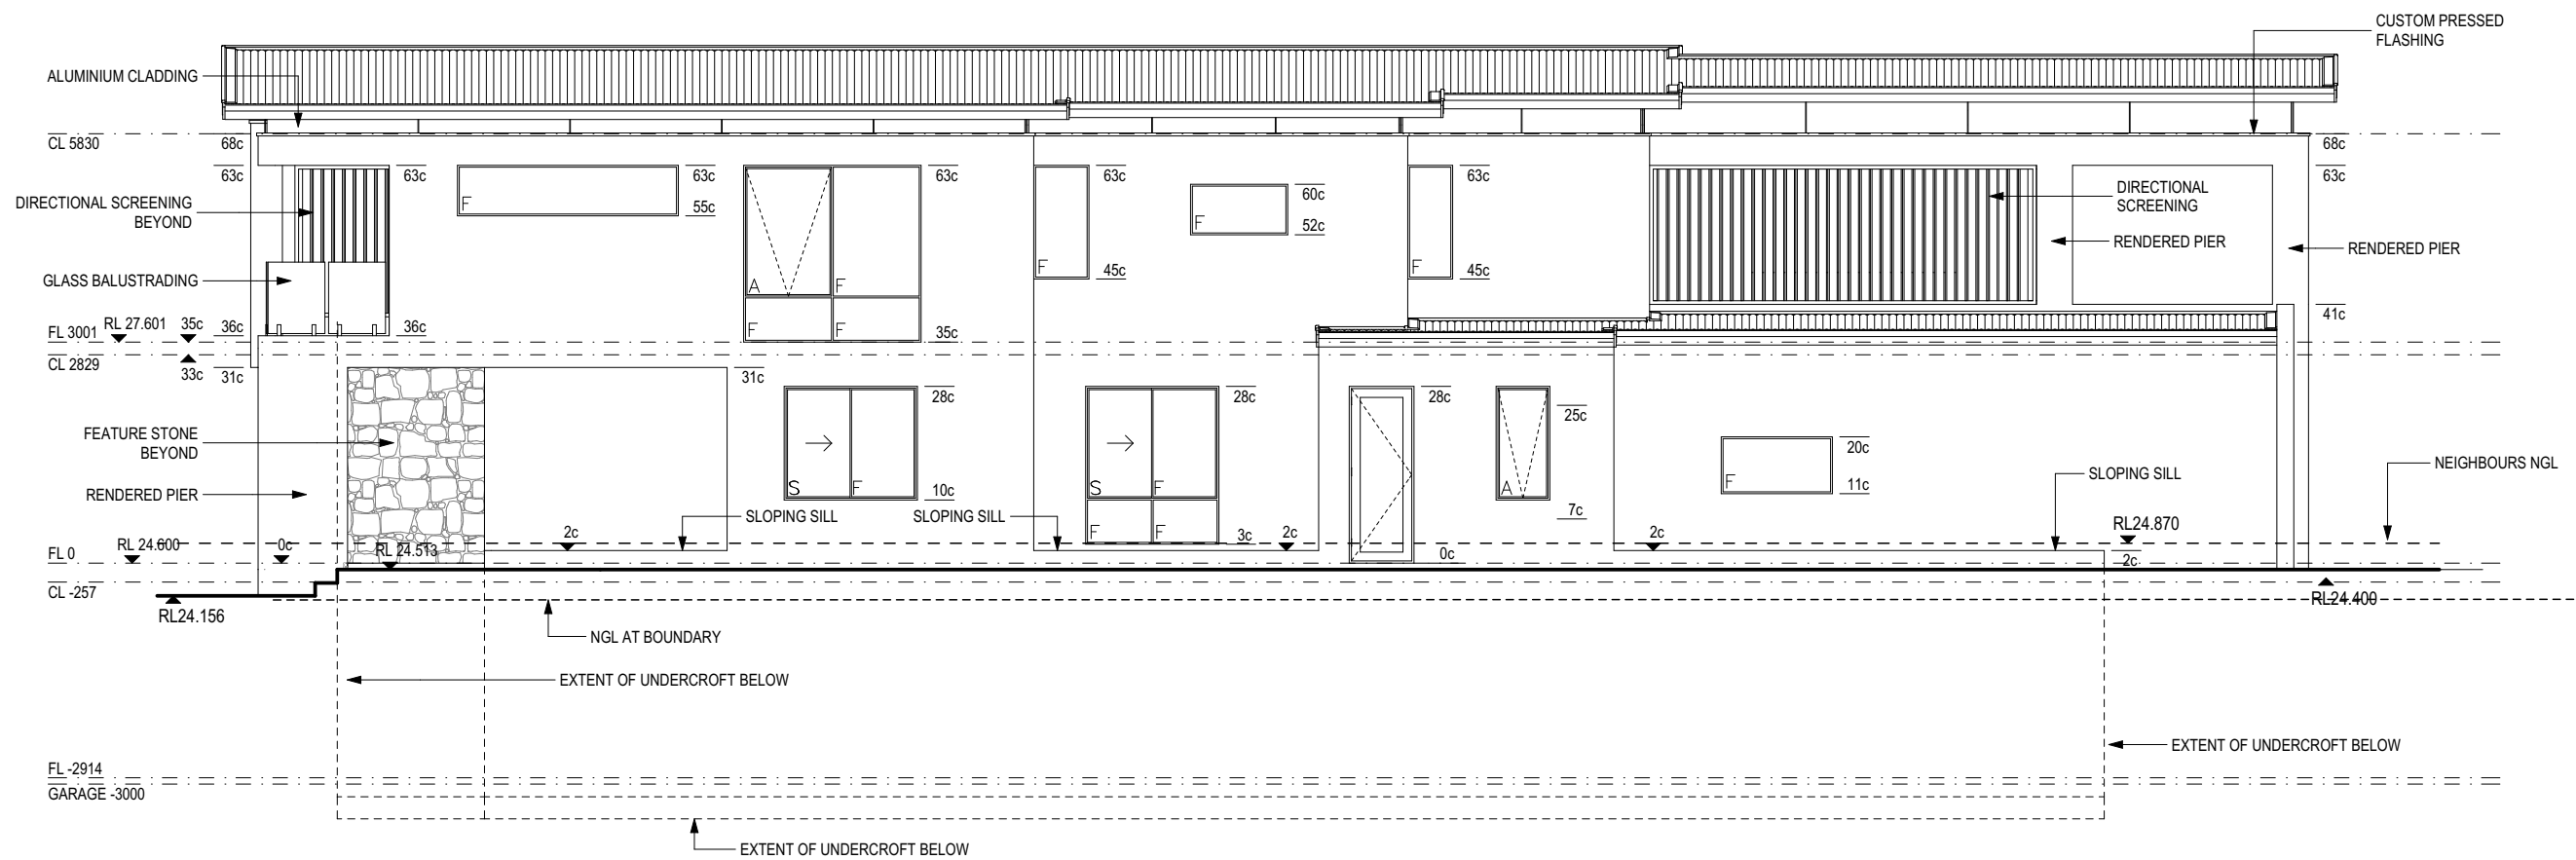 CUSTOM PRESSED
FLASHING
ALUMINIUM CLADDING
CL 5830
68c
68c
63c
63c
63c
63c
63c
63c
63c
DIRECTIONAL SCREENING
BEYOND
F
55c
F
60c
52c
DIRECTIONAL
SCREENING
RENDERED PIER
RENDERED PIER
GLASS BALUSTRADING
A
F
F
45c
F
45c
FL 3001
RL 27.601
35c
36c
36c
F
F
35c
41c
CL 2829
33c
31c
31c
28c
28c
28c
25c
FEATURE STONE
BEYOND
20c
NEIGHBOURS NGL
RENDERED PIER
S
F
10c
S
F
A
F
11c
SLOPING SILL
SLOPING SILL
SLOPING SILL
7c
F
F
3c
2c
2c
2c
RL24.870
FL 0
RL 24.600
0c
RL 24.513
0c
2c
CL -257
RL24.156
RL24.400
NGL AT BOUNDARY
EXTENT OF UNDERCROFT BELOW
EXTENT OF UNDERCROFT BELOW
FL -2914
GARAGE -3000
EXTENT OF UNDERCROFT BELOW